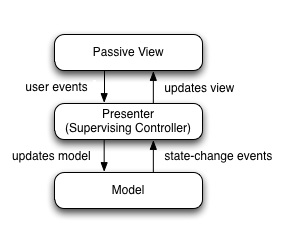 Passive View
user events
updates view
Presenter
(Supervising Controller)
updates model
state-change events
Model